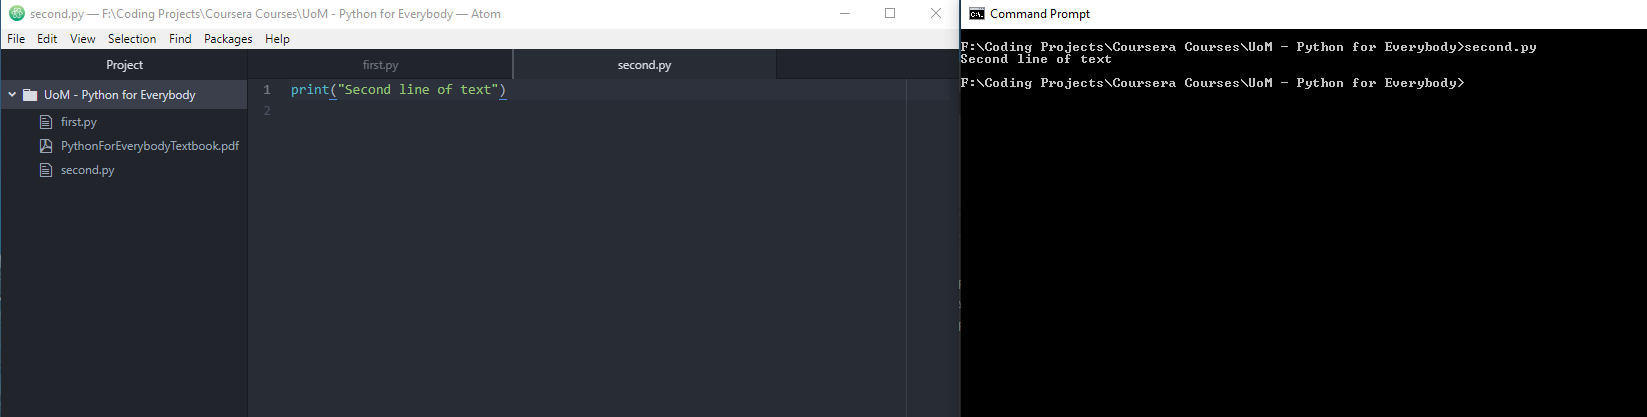 second.py — F:\Coding Projects\Coursera Courses\UoM - Python for Everybody — Atom
File Edit View Selection Find Packages Help
Project
UoM - Python for Everybody
first.py
PythonForEverybodyTextbook.pdf
second.py
first.py second.py
1 print("Second line of text")
2
Command Prompt
F:\Coding Projects\Coursera Courses\UoM - Python for Everybody>second.py
Second line of text
F:\Coding Projects\Coursera Courses\UoM - Python for Everybody>